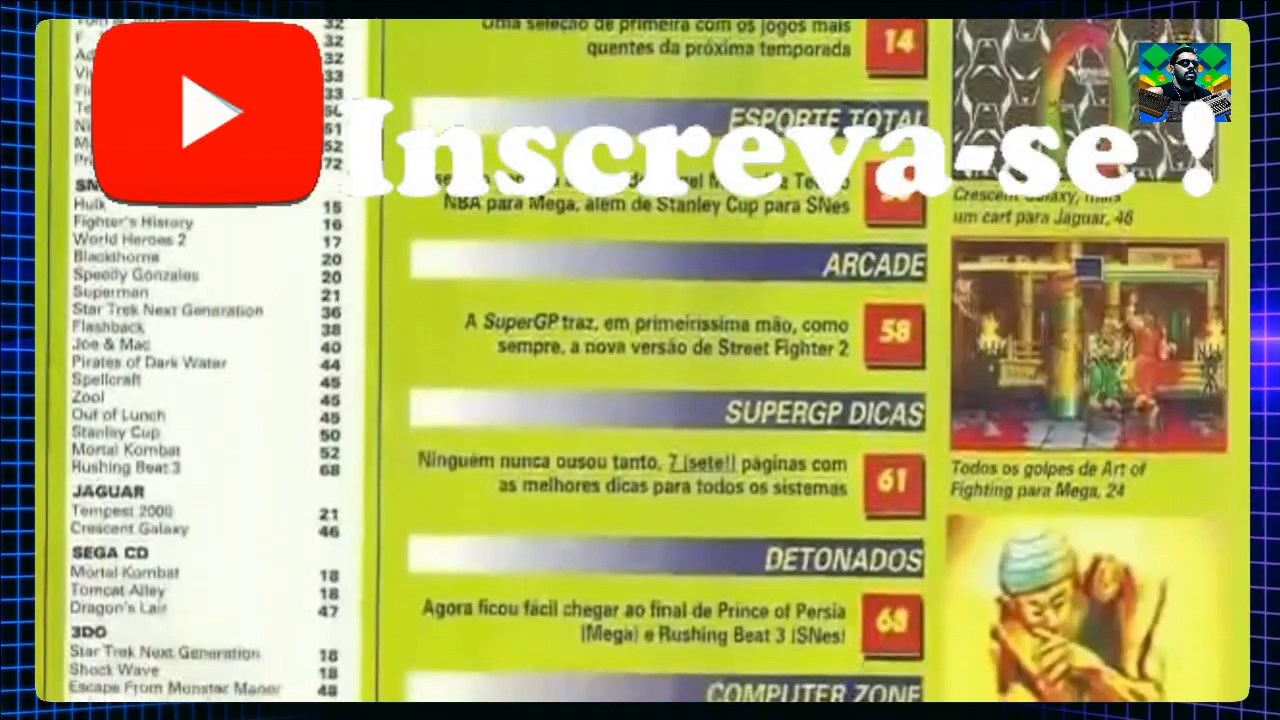 32
32
32
33
33
50
51
52
72
Hulk 15
Fighter's History 16
World Heroes 2 17
Blackthorne 20
Speedy Gonzales 20
Superman 21
Star Trek Next Generation 36
Flashback 38
Joe & Mac 40
Pirates of Dark Water 44
Spellcraft 45
Zool 45
Out of Lunch 45
Stanley Cup 50
Mortal Kombat 52
Rushing Beat 3 68
JAGUAR
Tempest 2000 21
Crescent Galaxy 46
SEGA CD
Mortal Kombat 18
Tomcat Alley 18
Dragon's Lair 47
3DO
Star Trek Next Generation 18
Shock Wave 18
Escape From Monster Manor 48
Uma seleção de primeira com os jogos mais
quentes da próxima temporada
14
Inscreva-se !
ESPORTE TOTAL
NBA para Mega, além de Stanley Cup para SNes
ARCADE
A SuperGP traz, em primeiríssima mão, como
sempre, a nova versão de Street Fighter 2
58
SUPERGP DICAS
Ninguém nunca ousou tanto, 7 (sete!) páginas com
as melhores dicas para todos os sistemas
61
DETONADOS
Agora ficou fácil chegar ao final de Prince of Persia
(Mega) e Rushing Beat 3 (SNes)
68
COMPUTER ZONE
Crescent Galaxy, mais
um cart para Jaguar, 46
Todos os golpes de Art of
Fighting para Mega, 24